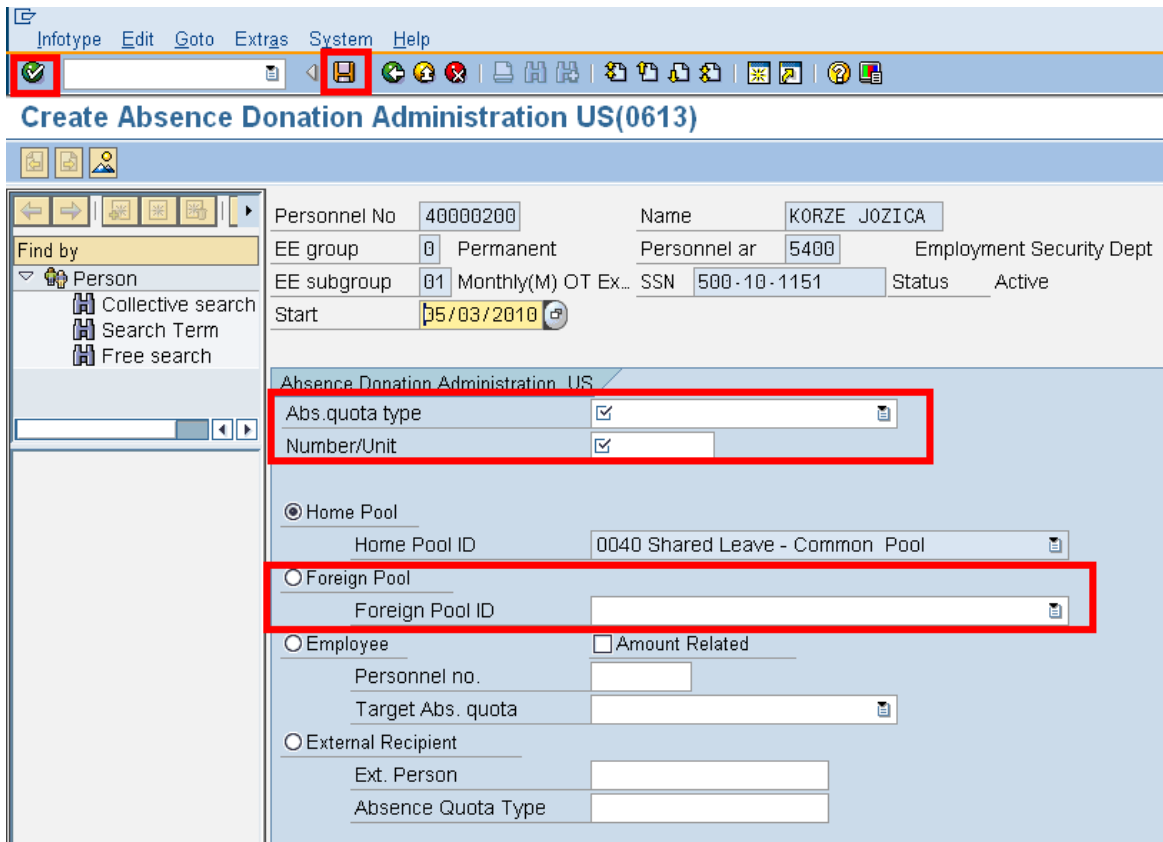 Infotype Edit Goto Extras System Help
Create Absence Donation Administration US(0613)
Personnel No 40000200 Name KORZE JOZICA
Find by
EE group 0 Permanent Personnel ar 5400 Employment Security Dept
Person
EE subgroup 01 Monthly(M) OT Ex... SSN 500-10-1151 Status Active
Collective search
Start 05/03/2010
Search Term
Free search
Absence Donation Administration US
Abs.quota type
Number/Unit
Home Pool
Home Pool ID 0040 Shared Leave - Common Pool
Foreign Pool
Foreign Pool ID
Employee Amount Related
Personnel no.
Target Abs. quota
External Recipient
Ext. Person
Absence Quota Type